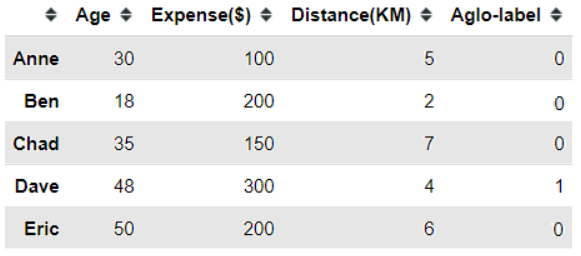 Age Expense($) Distance(KM) Aglo-label
Anne 30 100 5 0
Ben 18 200 2 0
Chad 35 150 7 0
Dave 48 300 4 1
Eric 50 200 6 0